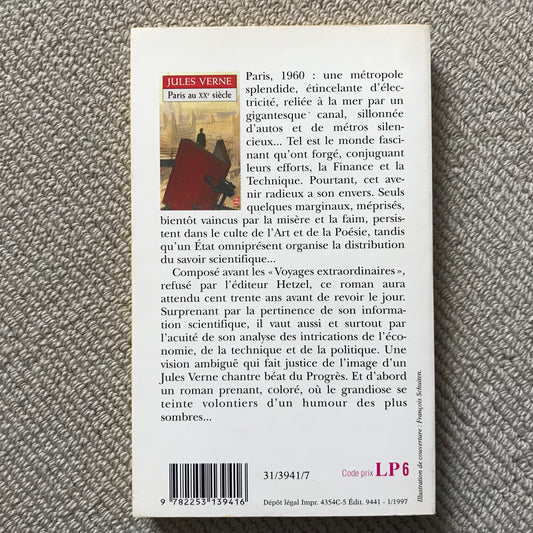 JULES VERNE
Paris au XXe siècle
Paris, 1960 : une métropole
splendide, étincelante d'élec-
tricité, reliée à la mer par un
gigantesque canal, sillonnée
d'autos et de métros silen-
cieux... Tel est le monde fasci-
nant qu'ont forgé, conjuguant
leurs efforts, la Finance et la
Technique. Pourtant, cet ave-
nir radieux a son envers. Seuls
quelques marginaux, méprisés,
bientôt vaincus par la misère et la faim, persis-
tent dans le culte de l'Art et de la Poésie, tandis
qu'un État omniprésent organise la distribution
du savoir scientifique...
Composé avant les « Voyages extraordinaires »,
refusé par l'éditeur Hetzel, ce roman aura
attendu cent trente ans avant de revoir le jour.
Surprenant par la pertinence de son information
scientifique, il vaut aussi et surtout par
l'acuité de son analyse des intrications de l'éco-
nomie, de la technique et de la politique. Une
vision ambiguë qui fait justice de l'image d'un
Jules Verne chantre béat du Progrès. Et d'abord
un roman prenant, coloré, où le grandiose se
teinte volontiers d'un humour des plus
sombres...
Illustration de couverture : François Schuiten.
31/3941/7
Code prix LP6
9 782253 139416
Dépôt légal Impr. 4354C-5 Édit. 9441 - 1/1997